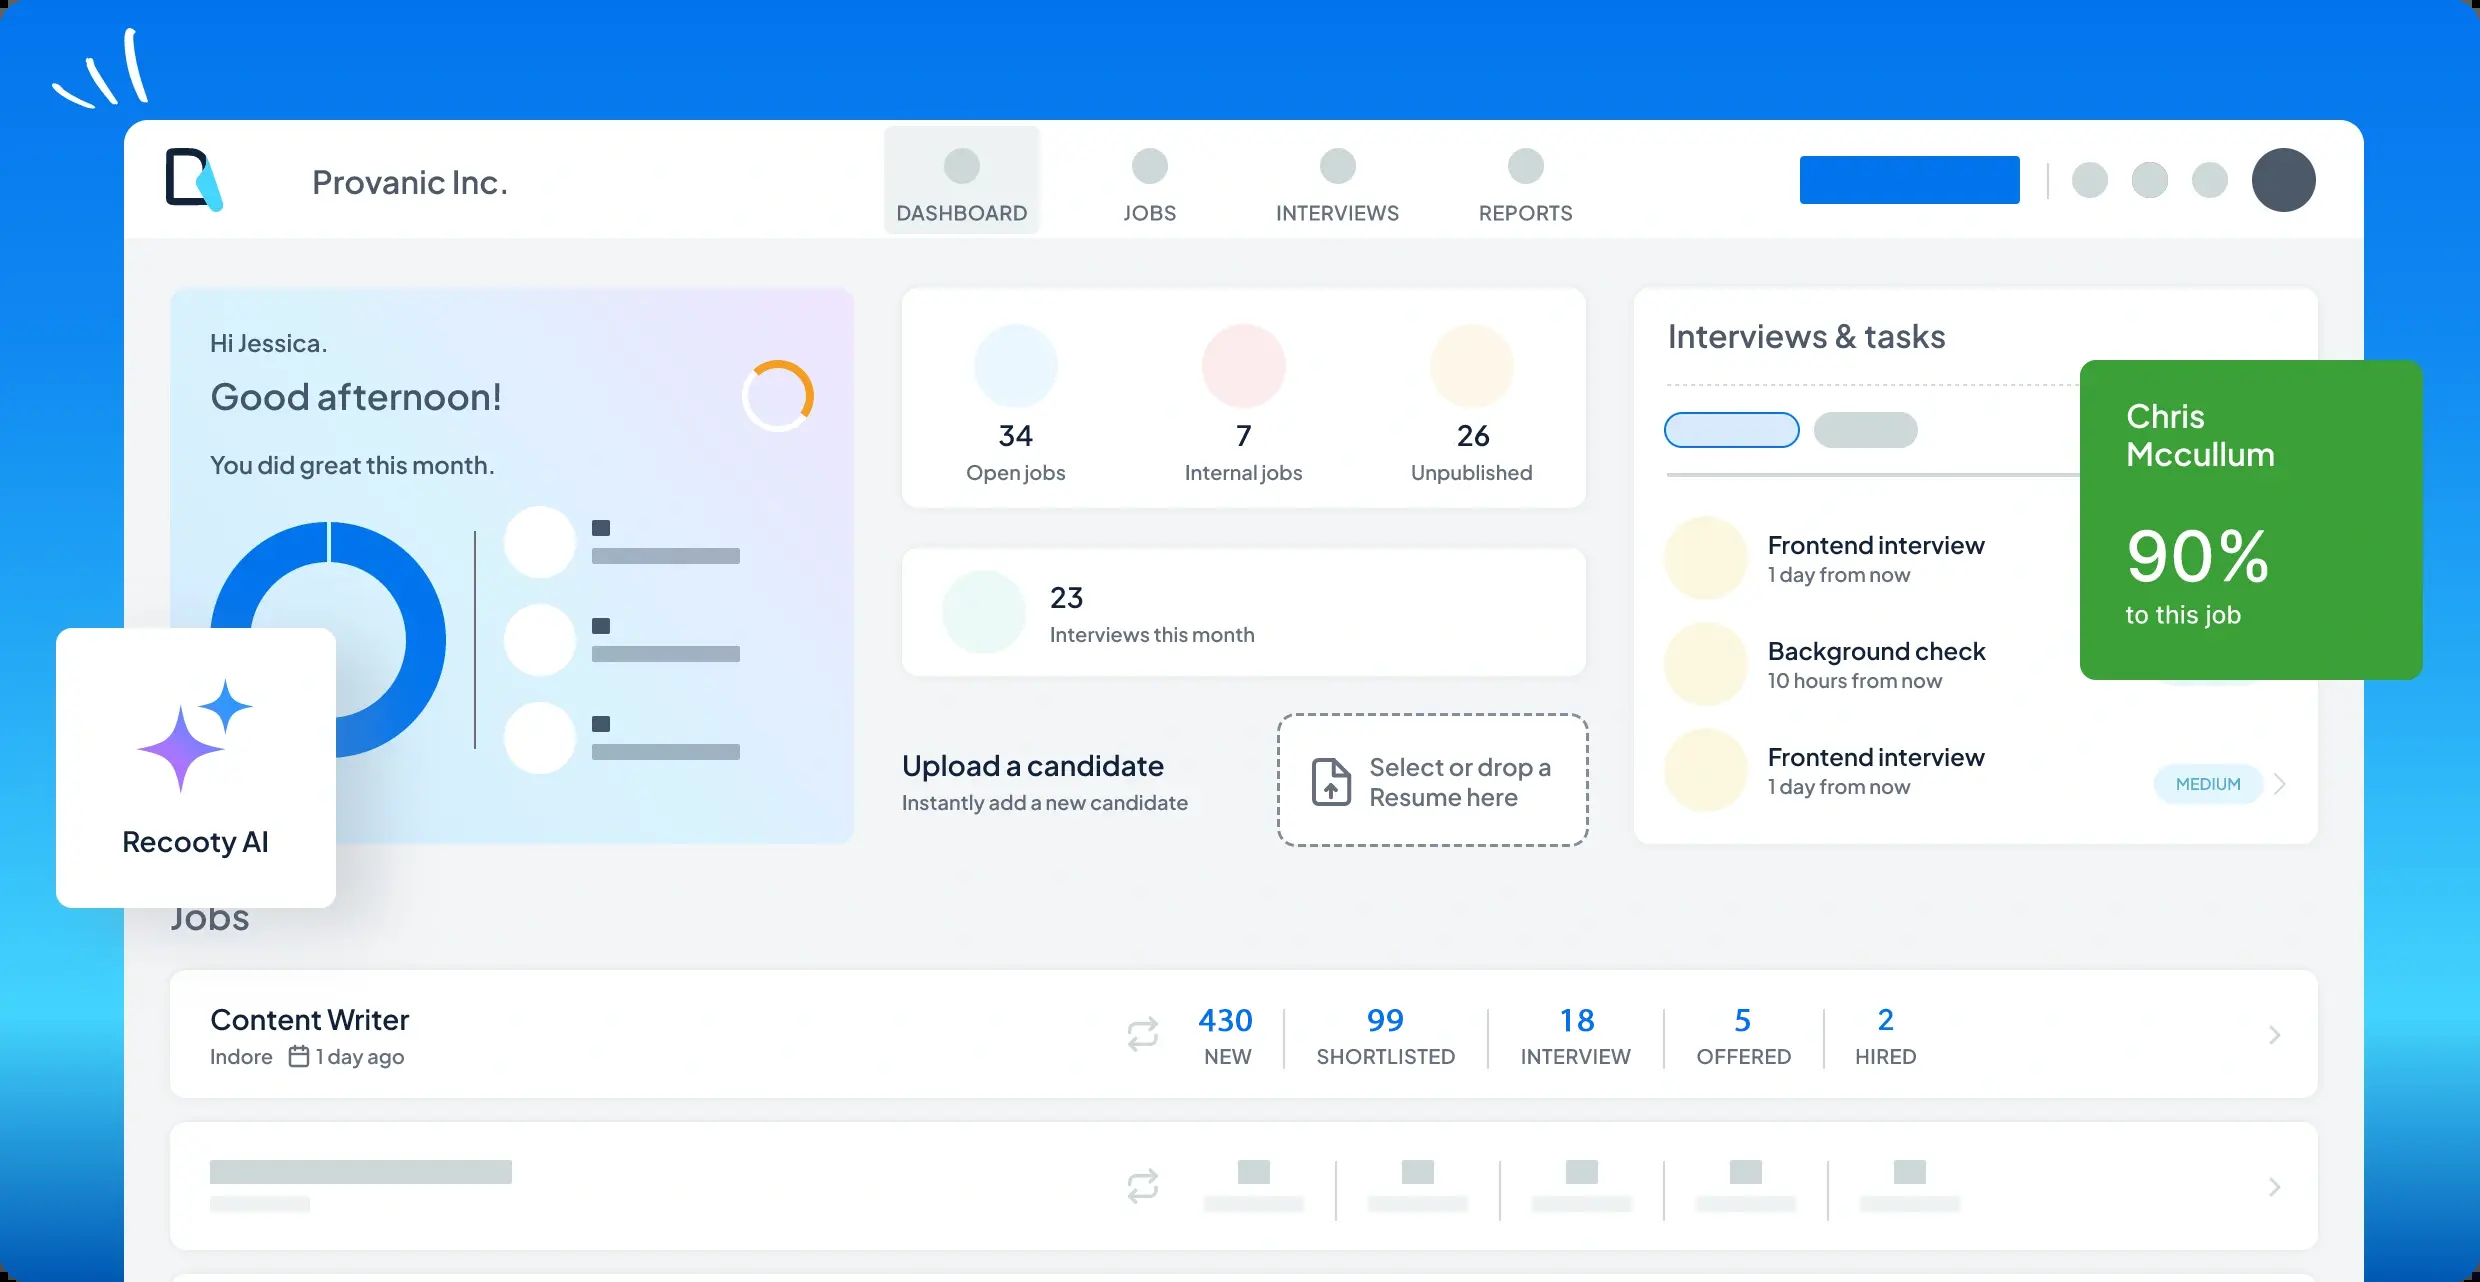 Provanic Inc.
DASHBOARD
JOBS
INTERVIEWS
REPORTS
Hi Jessica.
Good afternoon!
You did great this month.
34
Open jobs
7
Internal jobs
26
Unpublished
23
Interviews this month
Upload a candidate
Instantly add a new candidate
Select or drop a
Resume here
Interviews & tasks
Frontend interview
1 day from now
Background check
10 hours from now
Frontend interview
1 day from now
MEDIUM
Chris
Mccullum
90%
to this job
Recooty AI
Jobs
Content Writer
Indore 1 day ago
430
NEW
99
SHORTLISTED
18
INTERVIEW
5
OFFERED
2
HIRED